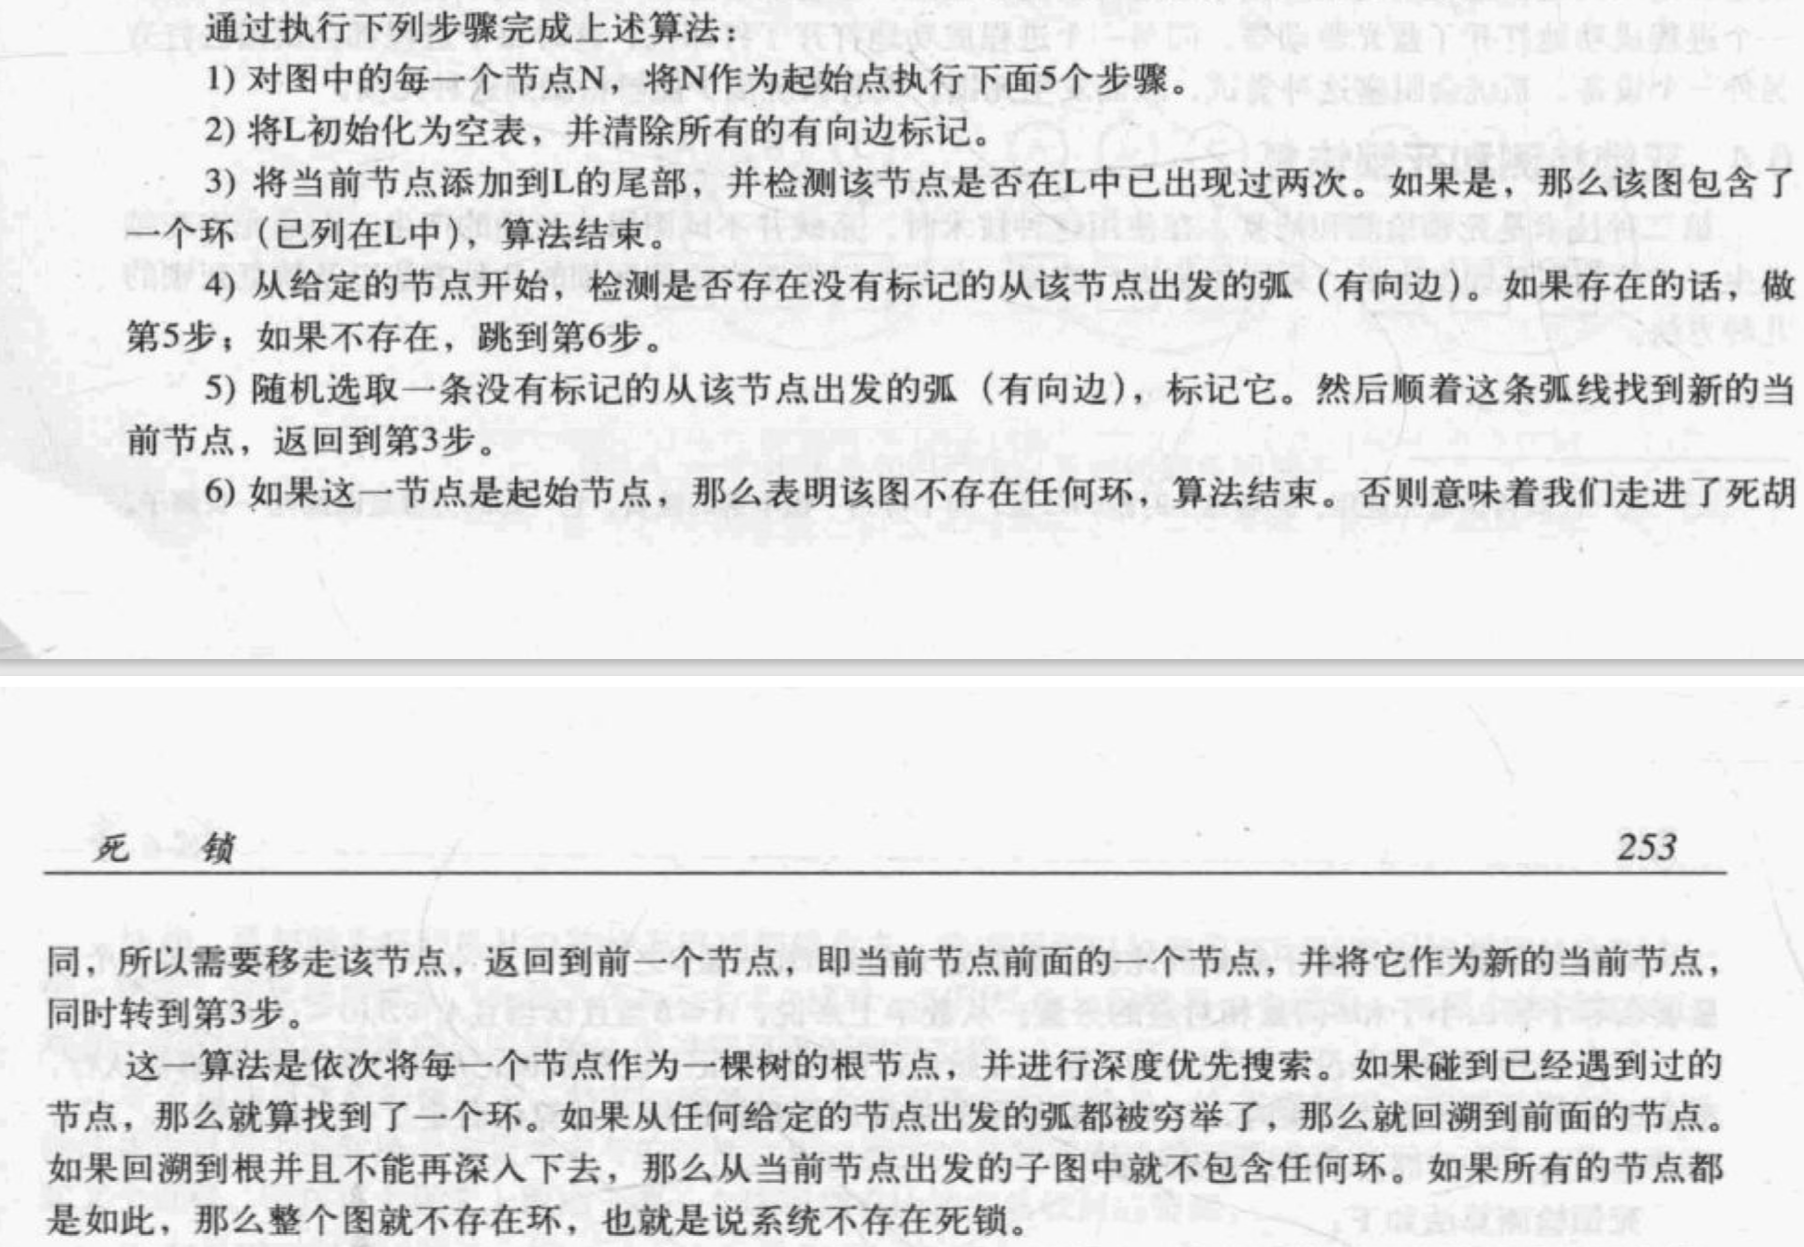 通过执行下列步骤完成上述算法：
1) 对图中的每一个节点N，将N作为起始点执行下面5个步骤。
2) 将L初始化为空表，并清除所有的有向边标记。
3) 将当前节点添加到L的尾部，并检测该节点是否在L中已出现过两次。如果是，那么该图包含了
一个环（已列在L中），算法结束。
4) 从给定的节点开始，检测是否存在没有标记的从该节点出发的弧（有向边）。如果存在的话，做
第5步；如果不存在，跳到第6步。
5) 随机选取一条没有标记的从该节点出发的弧（有向边），标记它。然后顺着这条弧线找到新的当
前节点，返回到第3步。
6) 如果这一节点是起始节点，那么表明该图不存在任何环，算法结束。否则意味着我们走进了死胡
死 锁 253
同，所以需要移走该节点，返回到前一个节点，即当前节点前面的一个节点，并将它作为新的当前节点，
同时转到第3步。
这一算法是依次将每一个节点作为一棵树的根节点，并进行深度优先搜索。如果碰到已经遇到过的
节点，那么就算找到了一个环。如果从任何给定的节点出发的弧都被穷举了，那么就回溯到前面的节点。
如果回溯到根并且不能再深入下去，那么从当前节点出发的子图中就不包含任何环。如果所有的节点都
是如此，那么整个图就不存在环，也就是说系统不存在死锁。